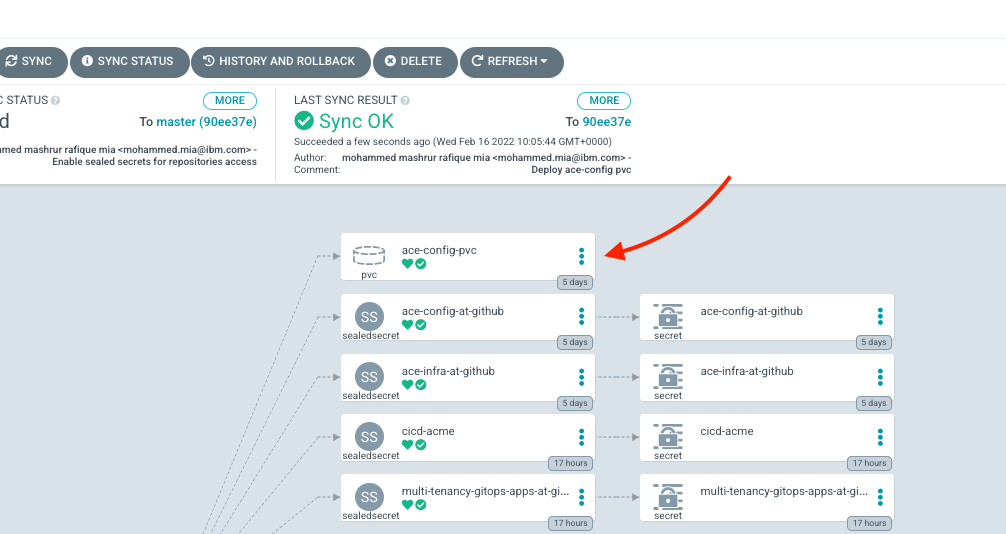 SYNC
SYNC STATUS
HISTORY AND ROLLBACK
DELETE
REFRESH
C STATUS
MORE
d
To master (90ee37e)
med mashrur rafique mia <mohammed.mia@ibm.com> -
Enable sealed secrets for repositories access
LAST SYNC RESULT
MORE
Sync OK
To 90ee37e
Succeeded a few seconds ago (Wed Feb 16 2022 10:05:44 GMT+0000)
Author: mohammed mashrur rafique mia <mohammed.mia@ibm.com> -
Comment: Deploy ace-config pvc
ace-config-pvc
pvc
5 days
SS
ace-config-at-github
sealedsecret
5 days
ace-config-at-github
secret
5 days
SS
ace-infra-at-github
sealedsecret
5 days
ace-infra-at-github
secret
5 days
SS
cicd-acme
sealedsecret
17 hours
cicd-acme
secret
17 hours
SS
multi-tenancy-gitops-apps-at-gi...
sealedsecret
17 hours
multi-tenancy-gitops-apps-at-gi...
secret
17 hours